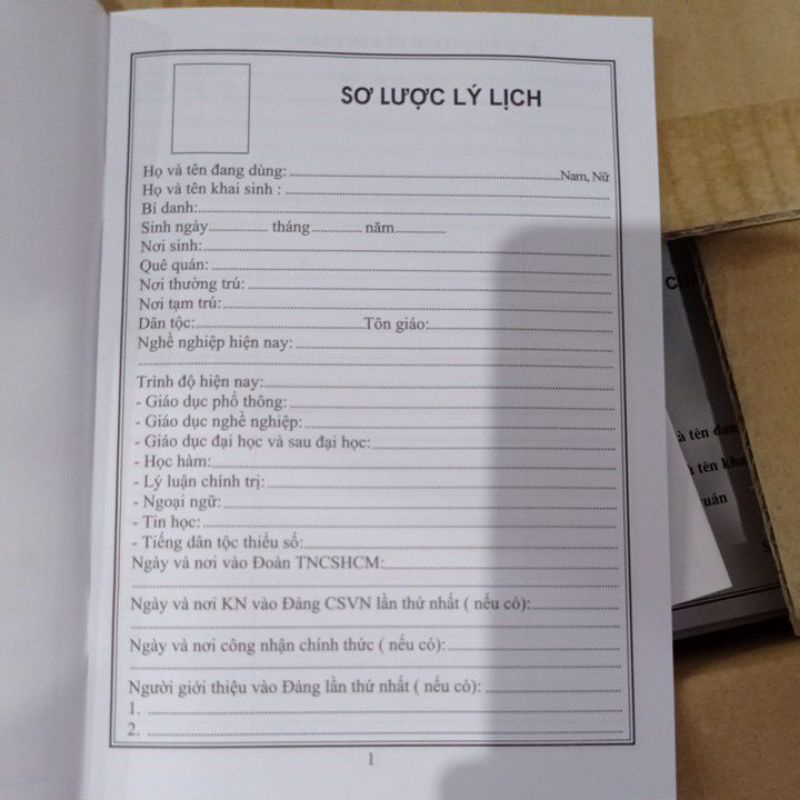 SƠ LƯỢC LÝ LỊCH
Họ và tên đang dùng: Nam, Nữ
Họ và tên khai sinh :
Bí danh:
Sinh ngày tháng năm
Nơi sinh:
Quê quán:
Nơi thường trú:
Nơi tạm trú:
Dân tộc: Tôn giáo:
Nghề nghiệp hiện nay:
Trình độ hiện nay:
- Giáo dục phổ thông:
- Giáo dục nghề nghiệp:
- Giáo dục đại học và sau đại học:
- Học hàm:
- Lý luận chính trị:
- Ngoại ngữ:
- Tin học:
- Tiếng dân tộc thiểu số:
Ngày và nơi vào Đoàn TNCSHCM:
Ngày và nơi KN vào Đảng CSVN lần thứ nhất ( nếu có):
Ngày và nơi công nhận chính thức ( nếu có):
Người giới thiệu vào Đảng lần thứ nhất ( nếu có):
1.
2.
1
à tên đan
à tên kha
uán